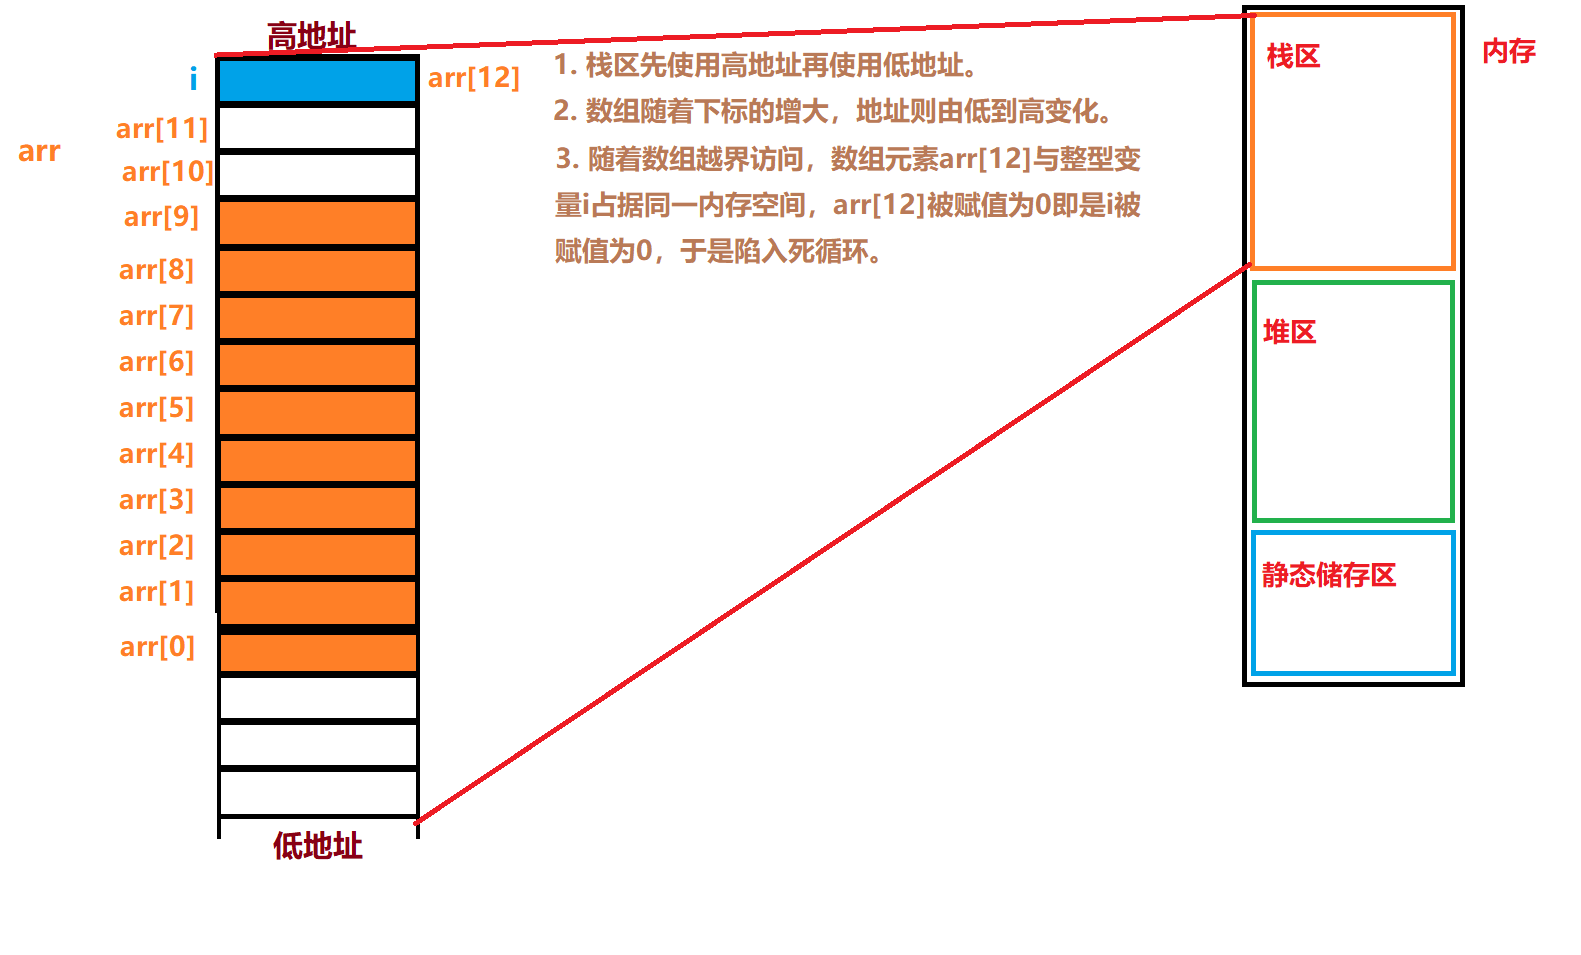 高地址
i
arr[12]
arr[11]
arr
arr[10]
arr[9]
arr[8]
arr[7]
arr[6]
arr[5]
arr[4]
arr[3]
arr[2]
arr[1]
arr[0]
低地址
1. 栈区先使用高地址再使用低地址。
2. 数组随着下标的增大，地址则由低到高变化。
3. 随着数组越界访问，数组元素arr[12]与整型变
量i占据同一内存空间，arr[12]被赋值为0即是i被
赋值为0，于是陷入死循环。
栈区
内存
堆区
静态储存区